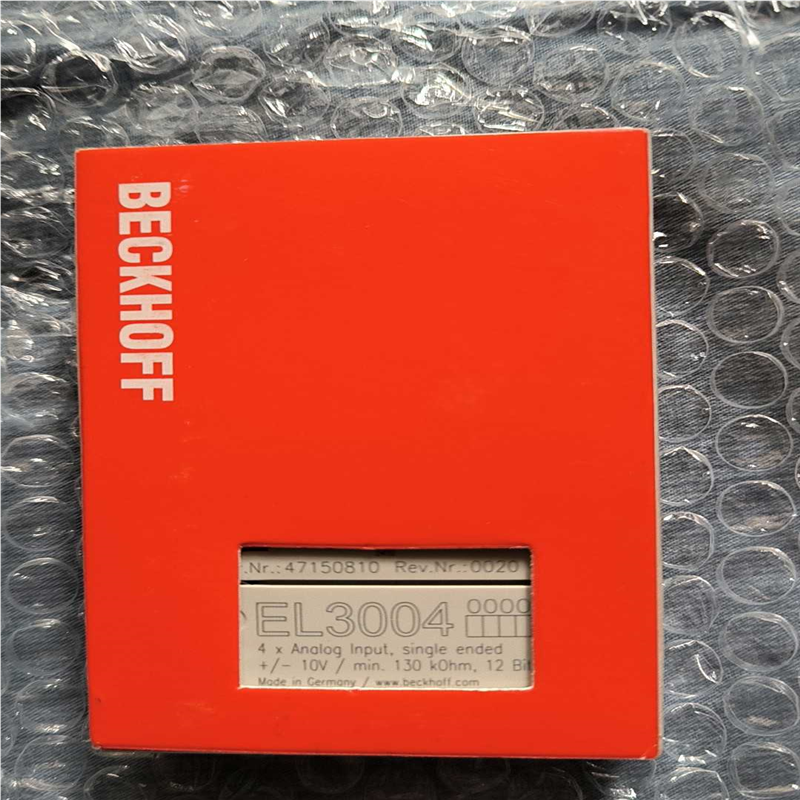 BECKHOFF
.Nr.:47150810 Rev.Nr.:0020
EL3004 0000
4 x Analog Input, single ended
+/- 10V / min. 130 kOhm, 12 Bit
Made in Germany / www.beckhoff.com